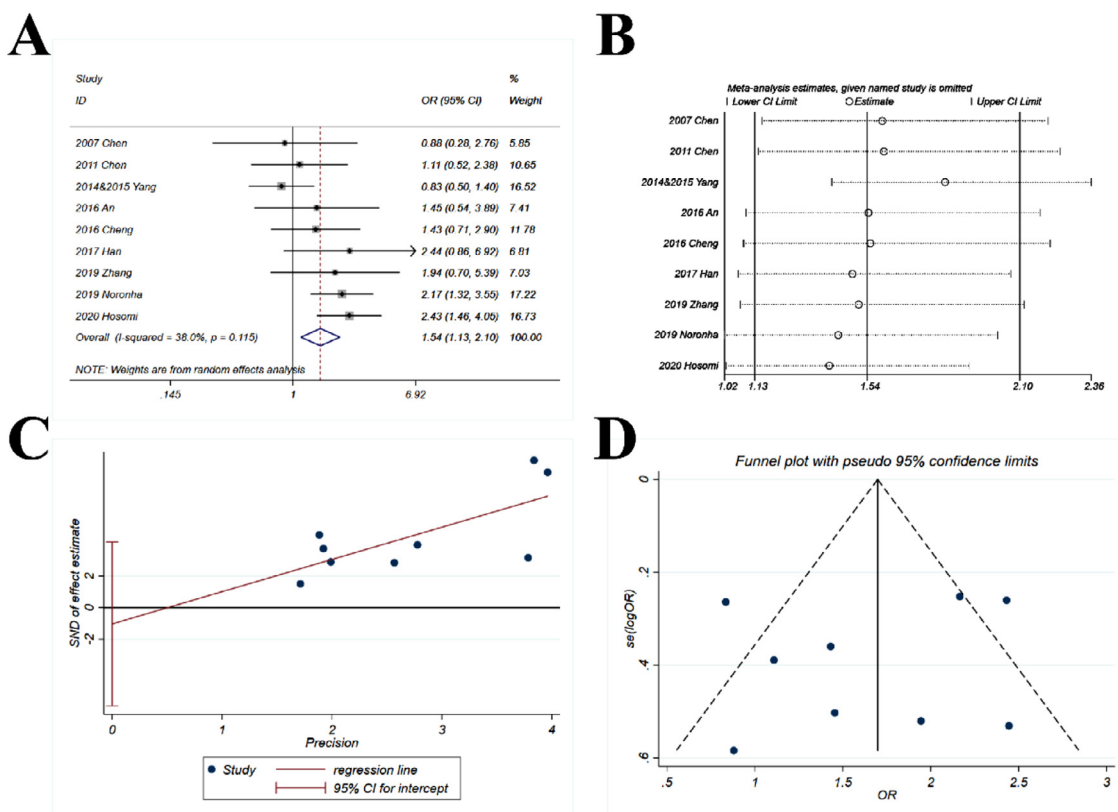 A
Study %
ID OR (95% CI) Weight
2007 Chen 0.88 (0.28, 2.76) 5.85
2011 Chen 1.11 (0.52, 2.38) 10.65
2014&2015 Yang 0.83 (0.50, 1.40) 16.52
2016 An 1.45 (0.54, 3.89) 7.41
2016 Cheng 1.43 (0.71, 2.90) 11.78
2017 Han 2.44 (0.86, 6.92) 6.81
2019 Zhang 1.94 (0.70, 5.39) 7.03
2019 Noronha 2.17 (1.32, 3.55) 17.22
2020 Hosomi 2.43 (1.46, 4.05) 16.73
Overall (I-squared = 38.0%, p = 0.115) 1.54 (1.13, 2.10) 100.00
NOTE: Weights are from random effects analysis
.145 1 6.92
B
Meta-analysis estimates, given named study is omitted
Lower CI Limit Estimate Upper CI Limit
2007 Chen
2011 Chen
2014&2015 Yang
2016 An
2016 Cheng
2017 Han
2019 Zhang
2019 Noronha
2020 Hosomi
1.02 1.13 1.54 2.10 2.36
C
SND of effect estimate
2
0
-2
0 1 2 3 4
Precision
Study regression line
95% CI for intercept
D
Funnel plot with pseudo 95% confidence limits
se(logOR)
0
.2
.4
.6
.5 1 1.5 2 2.5 3
OR